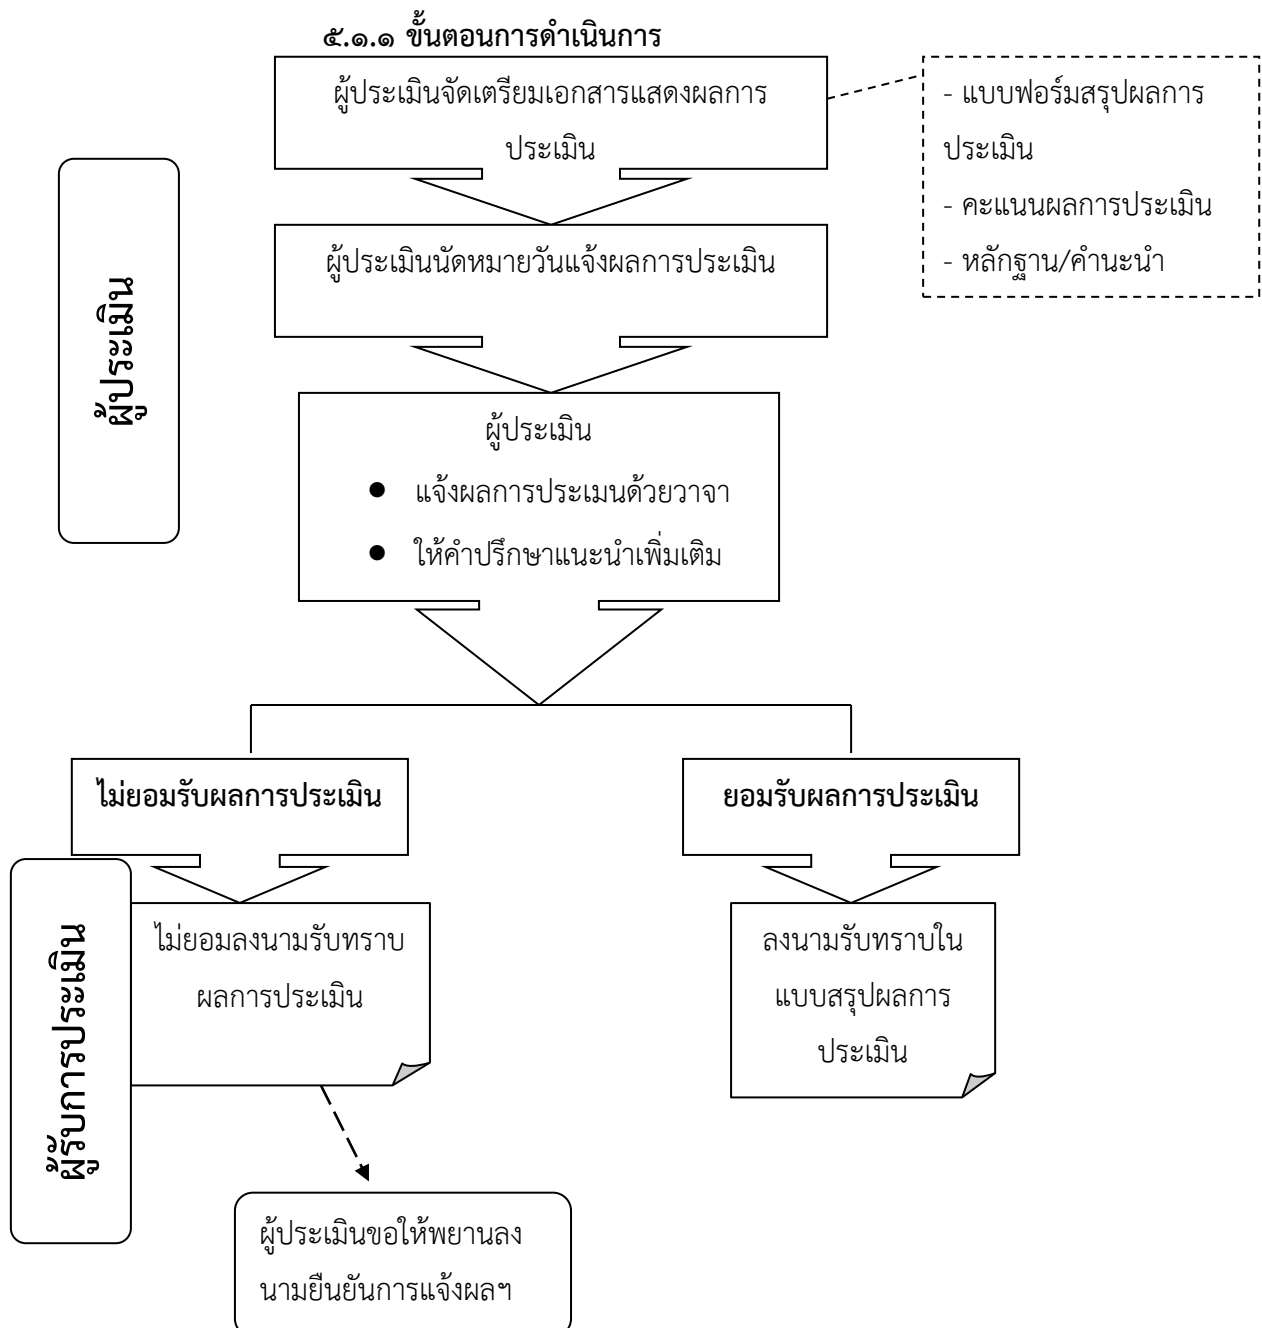 ๕.๑.๑ ขั้นตอนการดำเนินการ
ผู้ประเมินจัดเตรียมเอกสารแสดงผลการ
ประเมิน
- แบบฟอร์มสรุปผลการ
ประเมิน
- คะแนนผลการประเมิน
- หลักฐาน/คำนะนำ
ผู้ประเมินนัดหมายวันแจ้งผลการประเมิน
ผู้ประเมิน
ผู้ประเมิน
● แจ้งผลการประเมนด้วยวาจา
● ให้คำปรึกษาแนะนำเพิ่มเติม
ไม่ยอมรับผลการประเมิน
ยอมรับผลการประเมิน
ผู้รับการประเมิน
ไม่ยอมลงนามรับทราบ
ผลการประเมิน
ลงนามรับทราบใน
แบบสรุปผลการ
ประเมิน
ผู้ประเมินขอให้พยานลง
นามยืนยันการแจ้งผลฯ